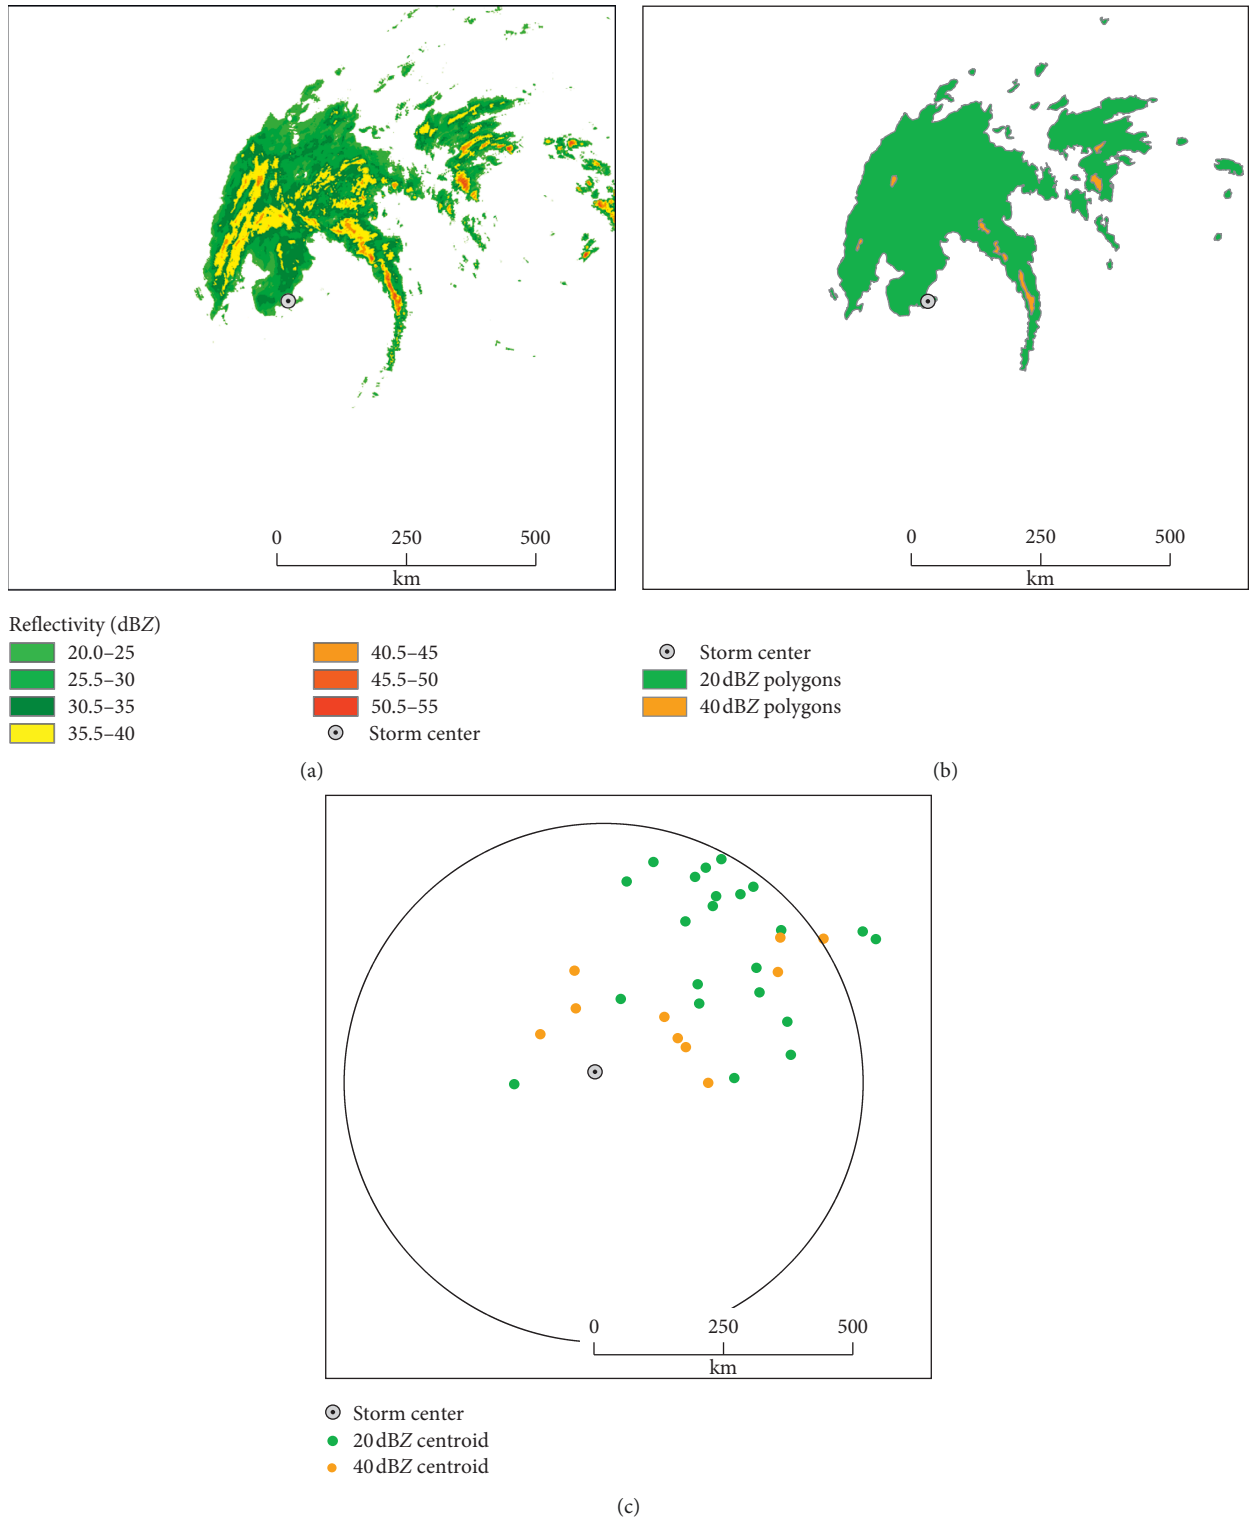 0 250 500
km
0 250 500
km
Reflectivity (dBZ)
20.0–25
25.5–30
30.5–35
35.5–40
40.5–45
45.5–50
50.5–55
Storm center
Storm center
20 dBZ polygons
40 dBZ polygons
(a)
(b)
0 250 500
km
Storm center
20 dBZ centroid
40 dBZ centroid
(c)